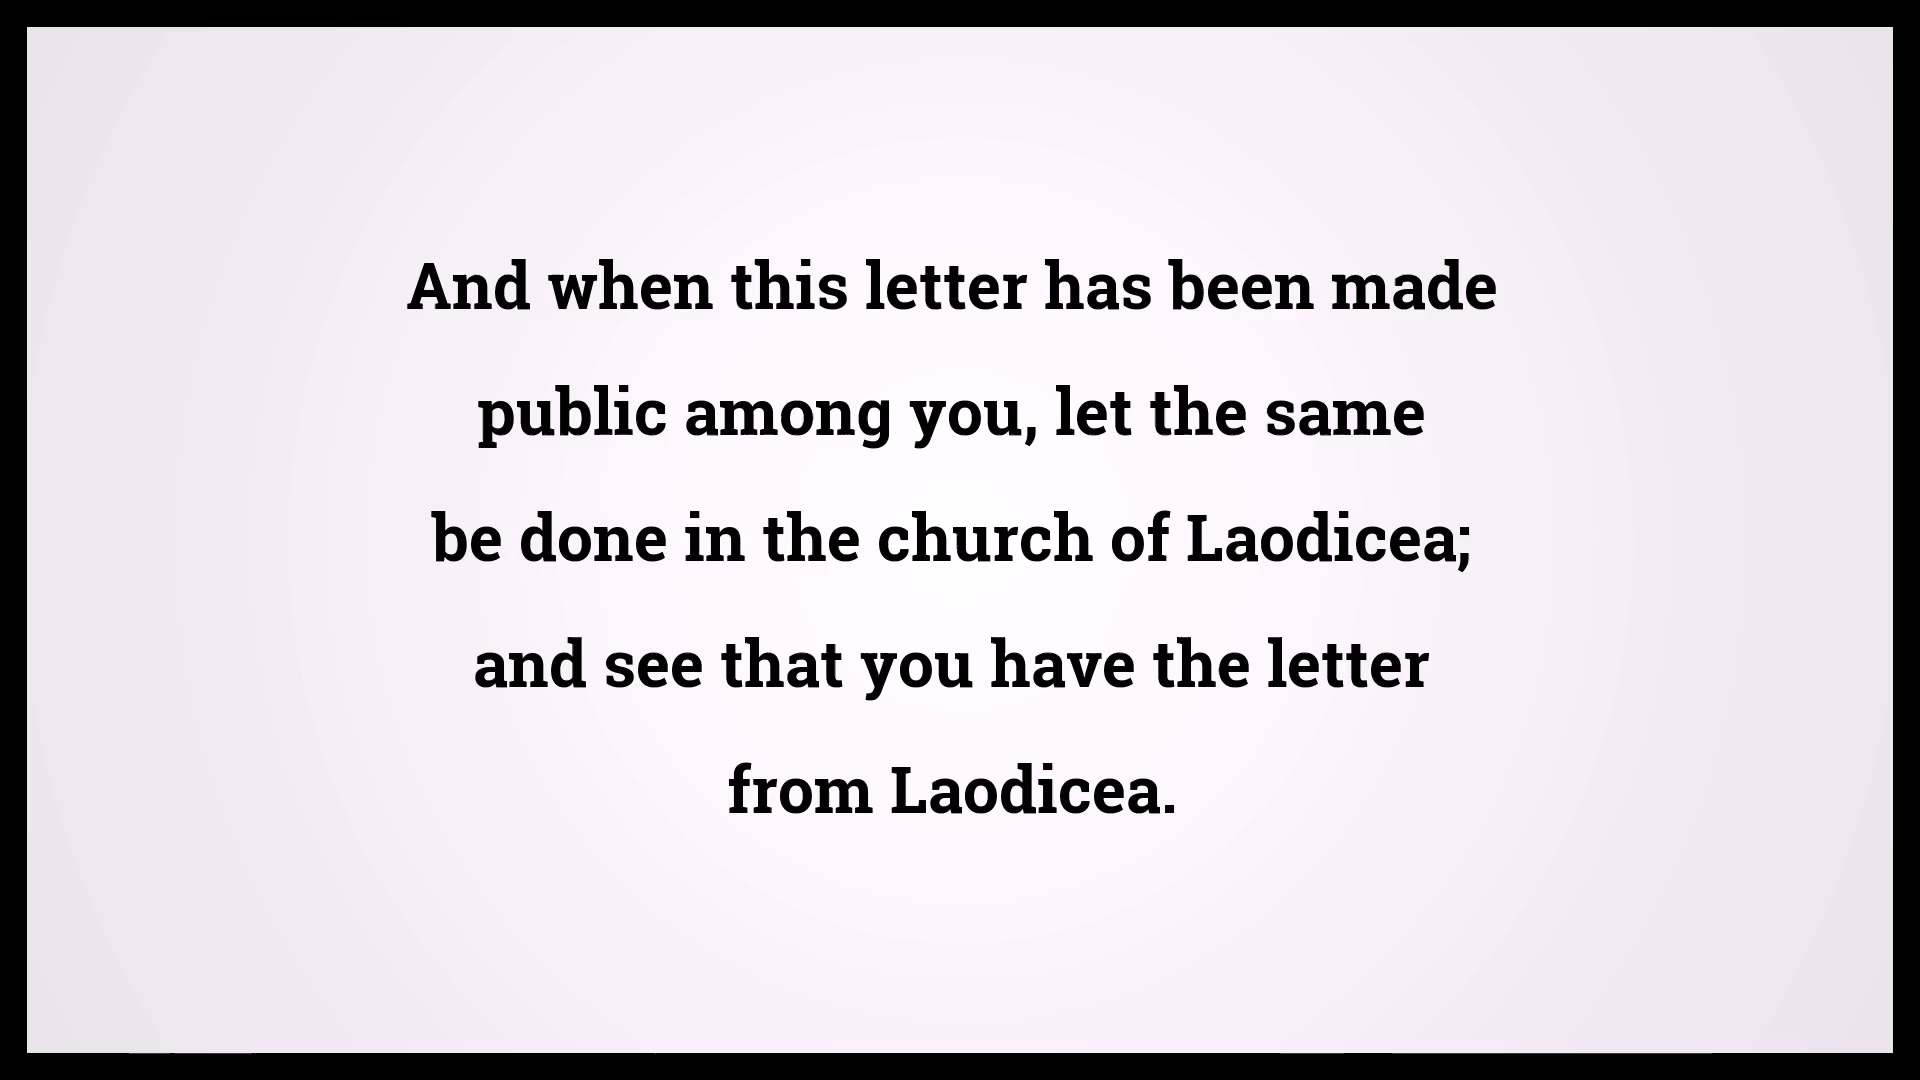 And when this letter has been made
public among you, let the same
be done in the church of Laodicea;
and see that you have the letter
from Laodicea.